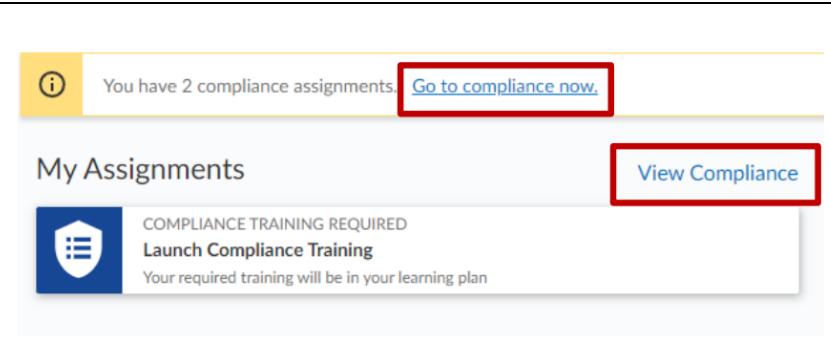 You have 2 compliance assignments. Go to compliance now.
My Assignments
View Compliance
COMPLIANCE TRAINING REQUIRED
Launch Compliance Training
Your required training will be in your learning plan